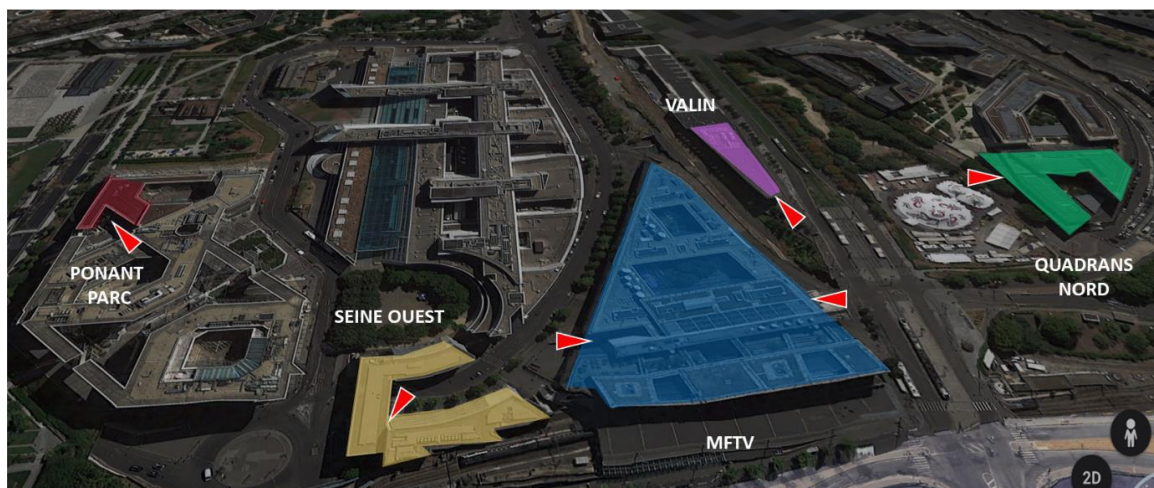 VALIN
PONANT
PARC
QUADRANS
NORD
SEINE OUEST
MFTV
2D